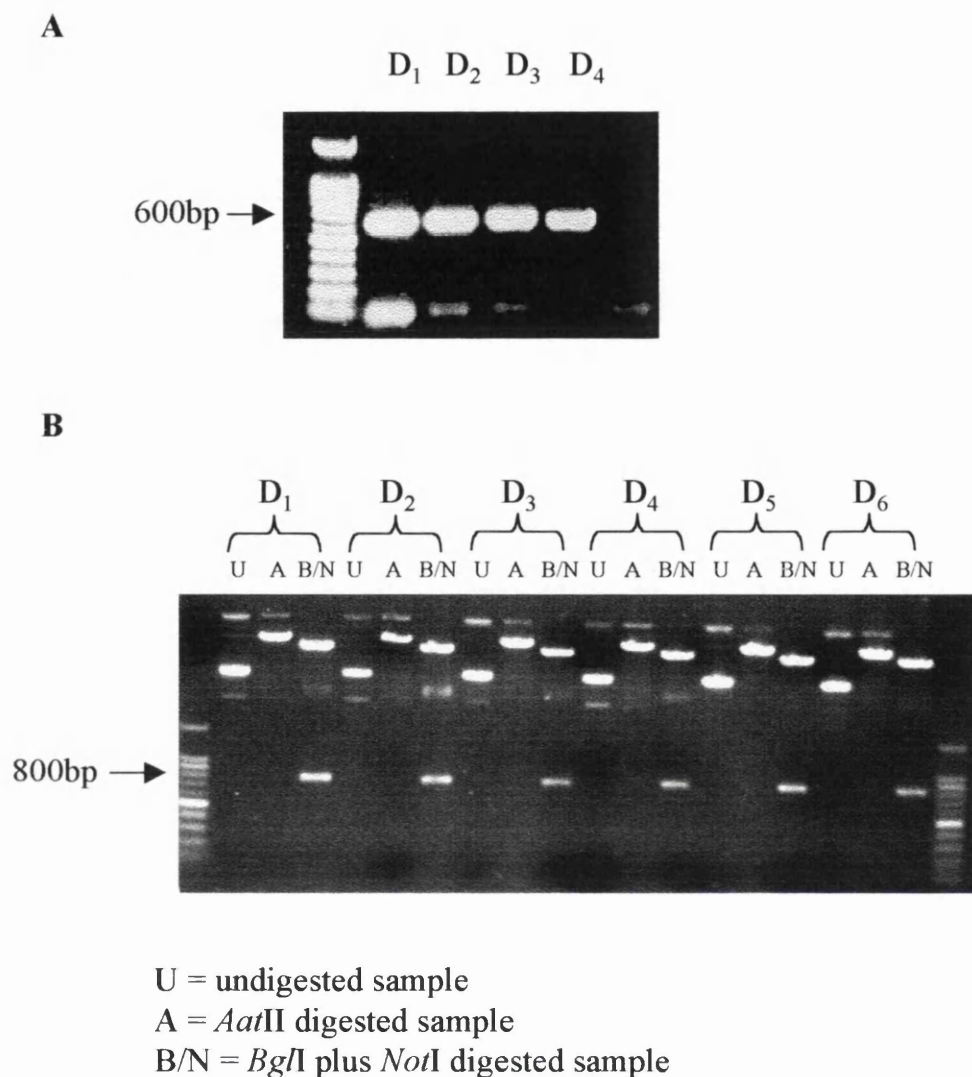 A
D1 D2 D3 D4
600bp
B
D1 D2 D3 D4 D5 D6
U A B/N U A B/N U A B/N U A B/N U A B/N U A B/N
800bp
U = undigested sample
A = AatII digested sample
B/N = BglI plus NotI digested sample